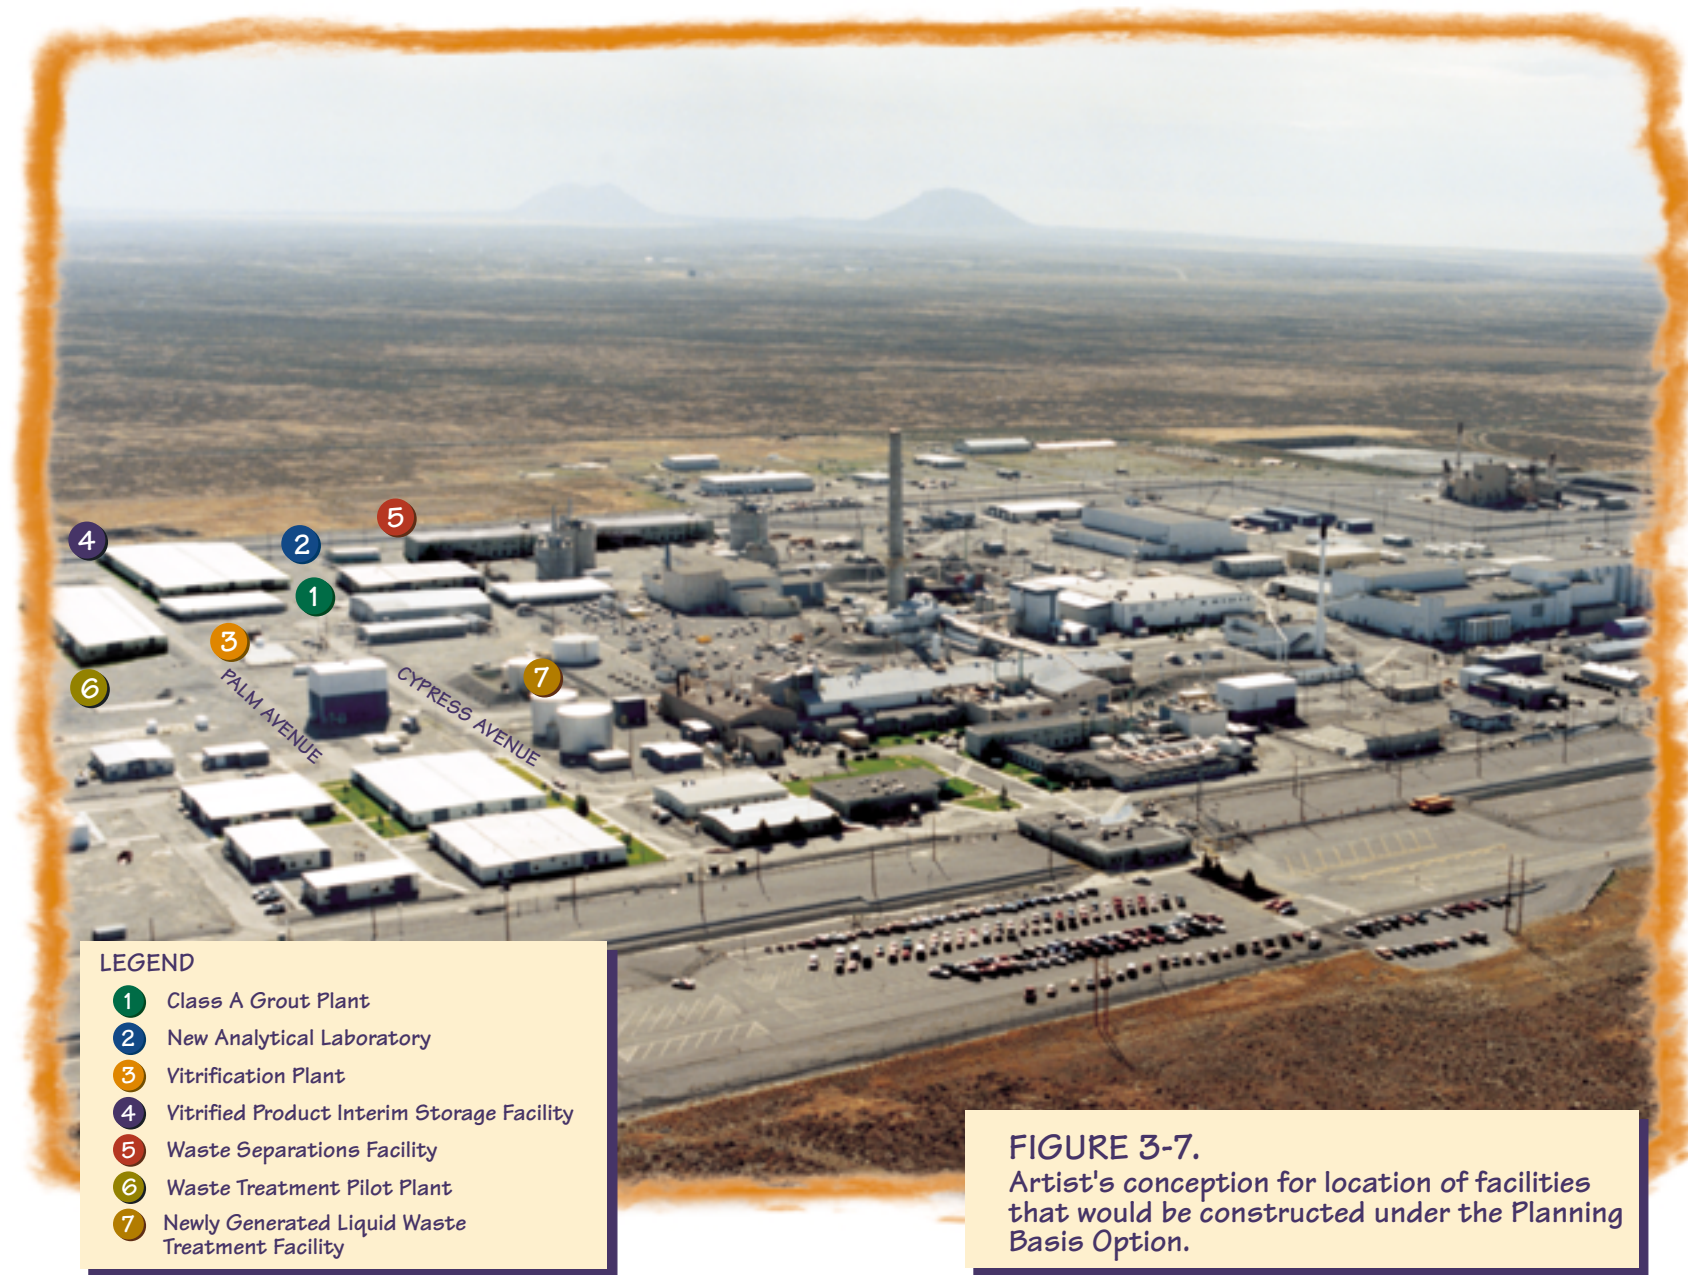 4
2
5
1
3
6
7
PALM AVENUE
CYPRESS AVENUE
LEGEND
1 Class A Grout Plant
2 New Analytical Laboratory
3 Vitrification Plant
4 Vitrified Product Interim Storage Facility
5 Waste Separations Facility
6 Waste Treatment Pilot Plant
7 Newly Generated Liquid Waste
Treatment Facility
FIGURE 3-7.
Artist's conception for location of facilities
that would be constructed under the Planning
Basis Option.